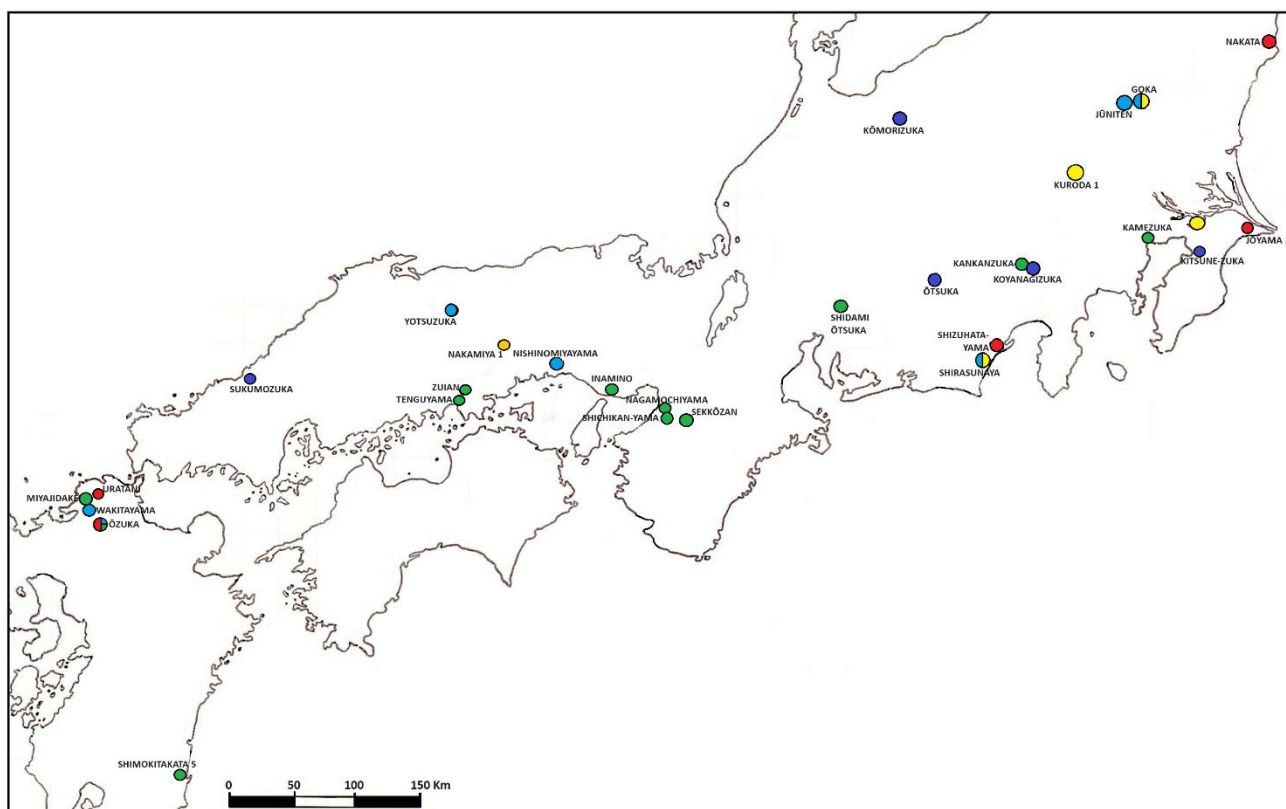 NAKATA
GOKA
JŪNITEN
KŌMORIZUKA
KURODA 1
KAMEZUKA
JOYAMA 1
KITSUNE-ZUKA
KANKANZUKA
KOYANAGIZUKA
ŌTSUKA
SHIDAMI
ŌTSUKA
SHIZUHATA-
YAMA
SHIRASUNAYA
YOTSUZUKA
NAKAMIYA 1
NISHINOMIYAYAMA
SUKUMOZUKA
ZUIAN
TENGUYAMA
INAMINO
NAGAMOCHIYAMA
SHICHIKAN-YAMA
SEKKŌZAN
URATANI
MIYAJIDAKE
WAKITAYAMA
ŌZUKA
SHIMOKITAKATA 5
0 50 100 150 Km